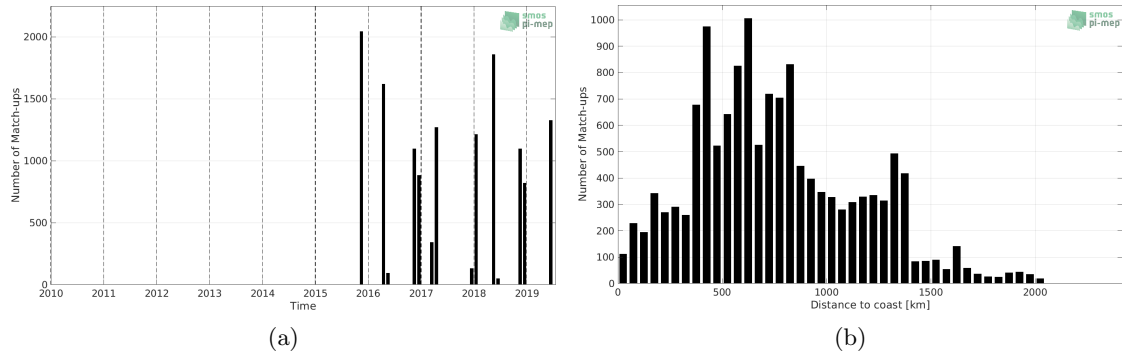 smos
pi-mep
2000
1500
1000
500
0
Number of Match-ups
2010 2011 2012 2013 2014 2015 2016 2017 2018 2019
Time
(a)
smos
pi-mep
1000
900
800
700
600
500
400
300
200
100
0
Number of Match-ups
0 500 1000 1500 2000
Distance to coast [km]
(b)